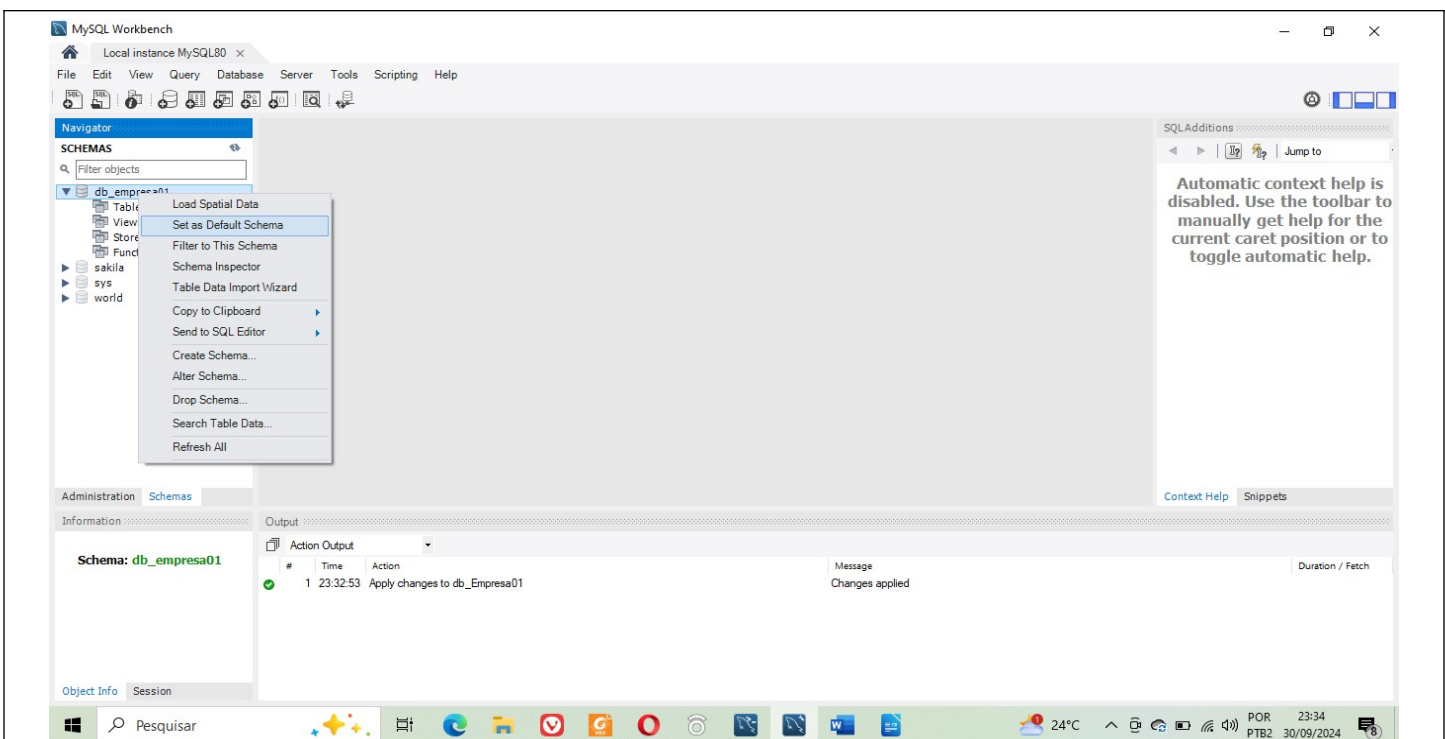 MySQL Workbench
Local instance MySQL80
File Edit View Query Database Server Tools Scripting Help
Navigator
SCHEMAS
Filter objects
db_empresa01
Table
View
Store
Func
sakila
sys
world
Load Spatial Data
Set as Default Schema
Filter to This Schema
Schema Inspector
Table Data Import Wizard
Copy to Clipboard
Send to SQL Editor
Create Schema...
Alter Schema...
Drop Schema...
Search Table Data...
Refresh All
Administration Schemas
SQLAdditions
Jump to
Automatic context help is
disabled. Use the toolbar to
manually get help for the
current caret position or to
toggle automatic help.
Context Help Snippets
Information
Schema: db_empresa01
Object Info Session
Output
Action Output
# Time Action Message Duration / Fetch
1 23:32:53 Apply changes to db_Empresa01 Changes applied
Pesquisar
24°C
POR
PTB2
23:34
30/09/2024
8